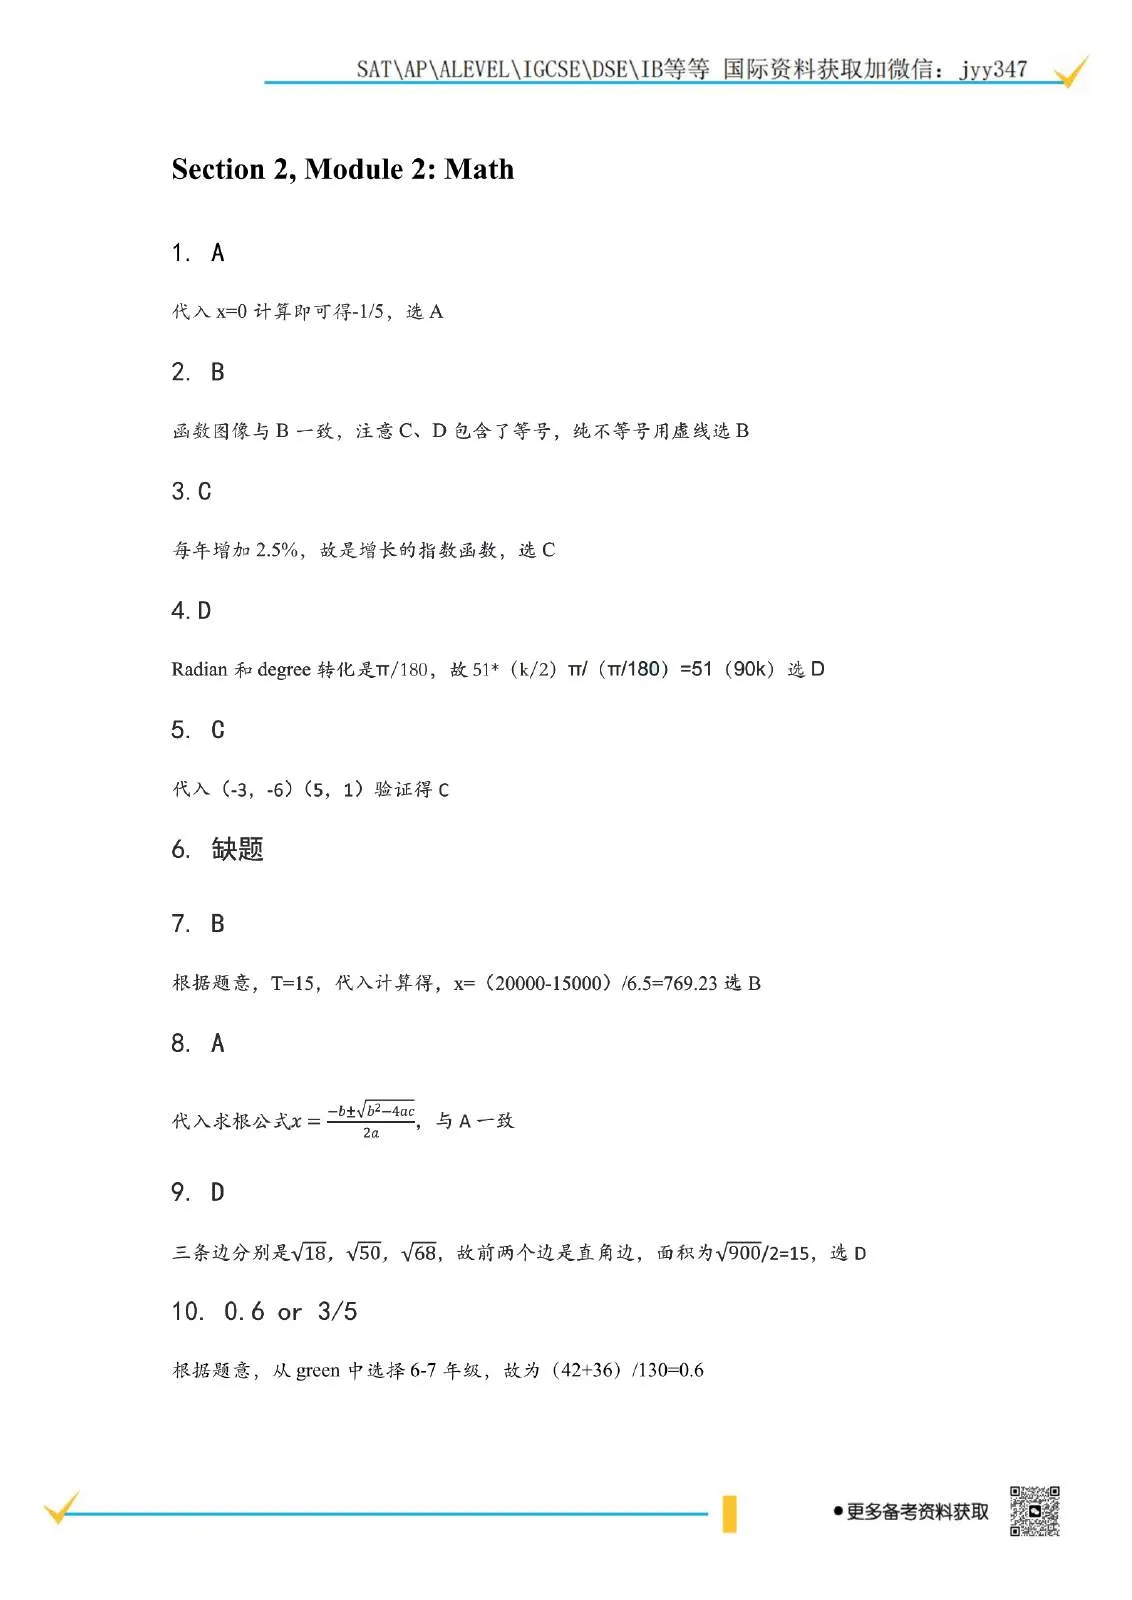 SAT\AP\ALEVEL\IGCSE\DSE\IB等等 国际资料获取加微信：jyy347
Section 2, Module 2: Math
1. A
代入 x=0 计算即可得-1/5，选 A
2. B
函数图像与 B 一致，注意 C、D 包含了等号，纯不等号用虚线选 B
3.C
每年增加 2.5%，故是增长的指数函数，选 C
4.D
Radian 和 degree 转化是π/180，故 51*（k/2）π/（π/180）=51（90k）选 D
5. C
代入（-3，-6）（5，1）验证得 C
6. 缺题
7. B
根据题意，T=15，代入计算得，x=（20000-15000）/6.5=769.23 选 B
8. A
代入求根公式x = \frac{-b±\sqrt{b^2-4ac}}{2a}，与 A 一致
9. D
三条边分别是√18，√50，√68，故前两个边是直角边，面积为√900/2=15，选 D
10. 0.6 or 3/5
根据题意，从 green 中选择 6-7 年级，故为（42+36）/130=0.6
●更多备考资料获取